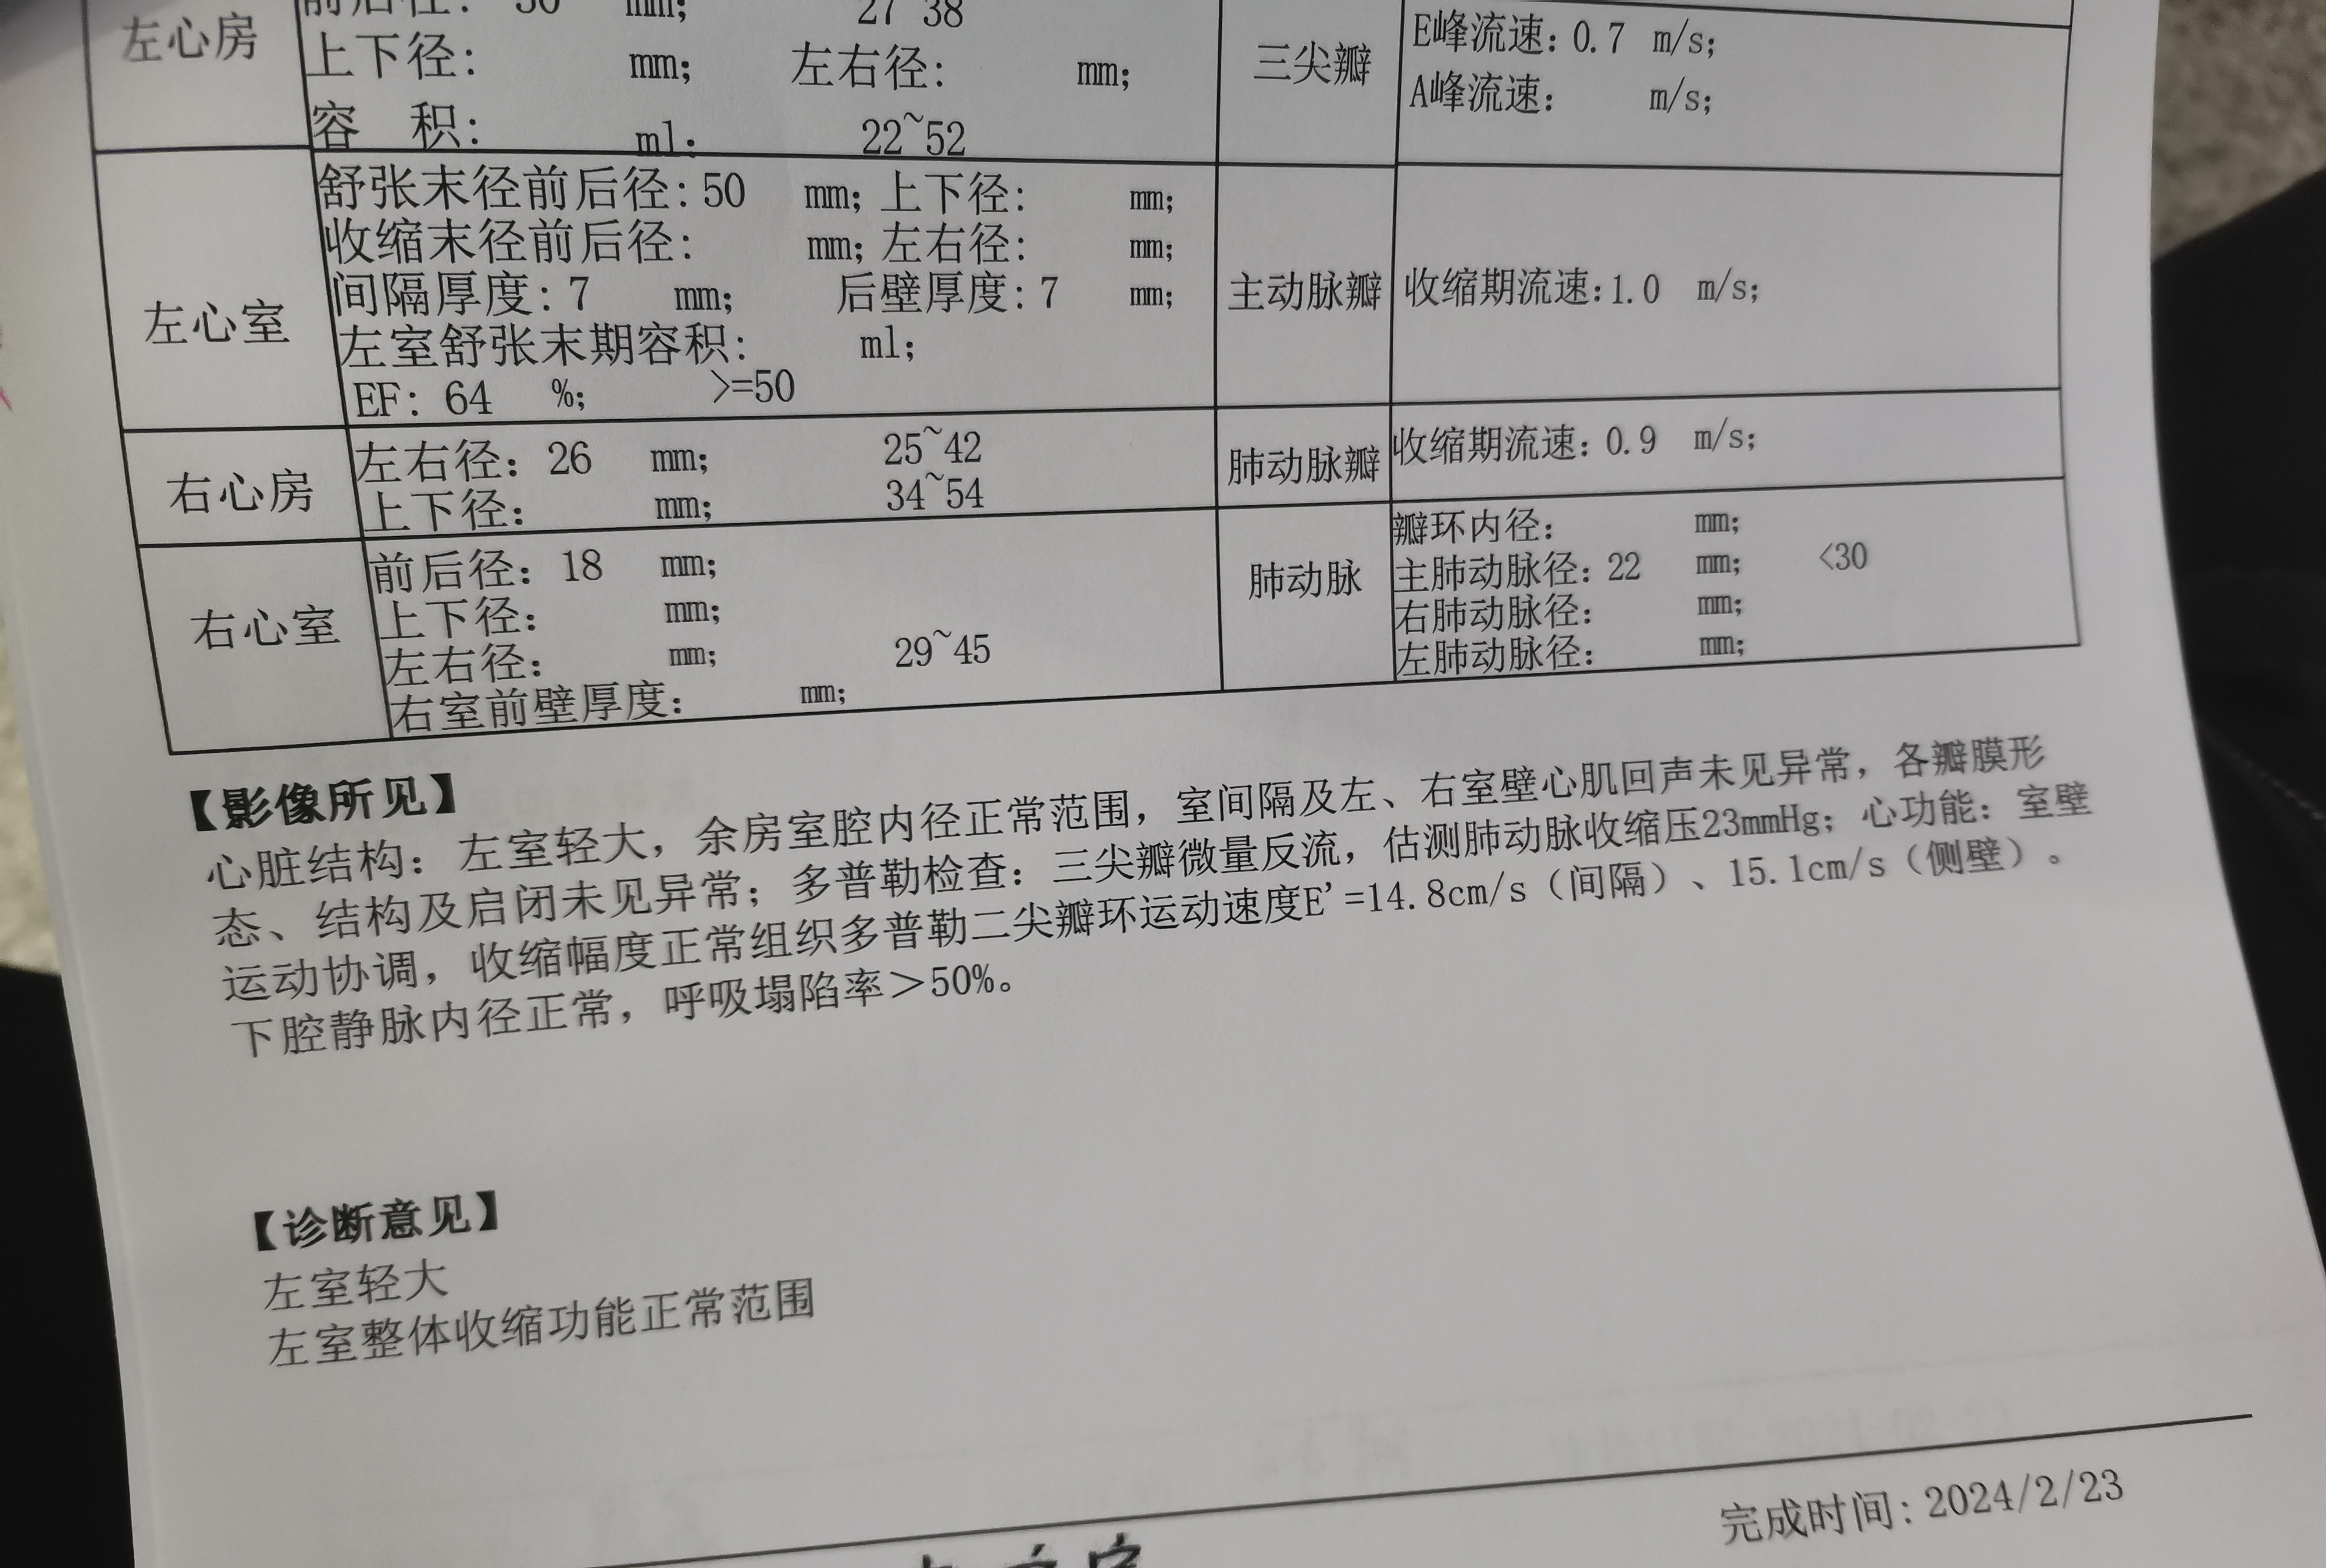 左心房
前后径: 30 mm; 27 38
上下径: mm; 左右径: mm;
容 积: ml; 22~52
三尖瓣
E峰流速: 0.7 m/s;
A峰流速: m/s;
左心室
舒张末径前后径: 50 mm; 上下径: mm;
收缩末径前后径: mm; 左右径: mm;
间隔厚度: 7 mm; 后壁厚度: 7 mm;
左室舒张末期容积: ml;
EF: 64 %; >=50
主动脉瓣
收缩期流速: 1.0 m/s;
右心房
左右径: 26 mm; 25~42
上下径: mm; 34~54
肺动脉瓣
收缩期流速: 0.9 m/s;
右心室
前后径: 18 mm;
上下径: mm;
左右径: mm; 29~45
右室前壁厚度: mm;
肺动脉
瓣环内径: mm;
主肺动脉径: 22 mm; <30
右肺动脉径: mm;
左肺动脉径: mm;
【影像所见】
心脏结构: 左室轻大, 余房室腔内径正常范围, 室间隔及左、右室壁心肌回声未见异常, 各瓣膜形
态、结构及启闭未见异常; 多普勒检查: 三尖瓣微量反流, 估测肺动脉收缩压23mmHg; 心功能: 室壁
运动协调, 收缩幅度正常组织多普勒二尖瓣环运动速度E'=14.8cm/s (间隔) 、15.1cm/s (侧壁) 。
下腔静脉内径正常, 呼吸塌陷率>50%。
【诊断意见】
左室轻大
左室整体收缩功能正常范围
完成时间: 2024/2/23